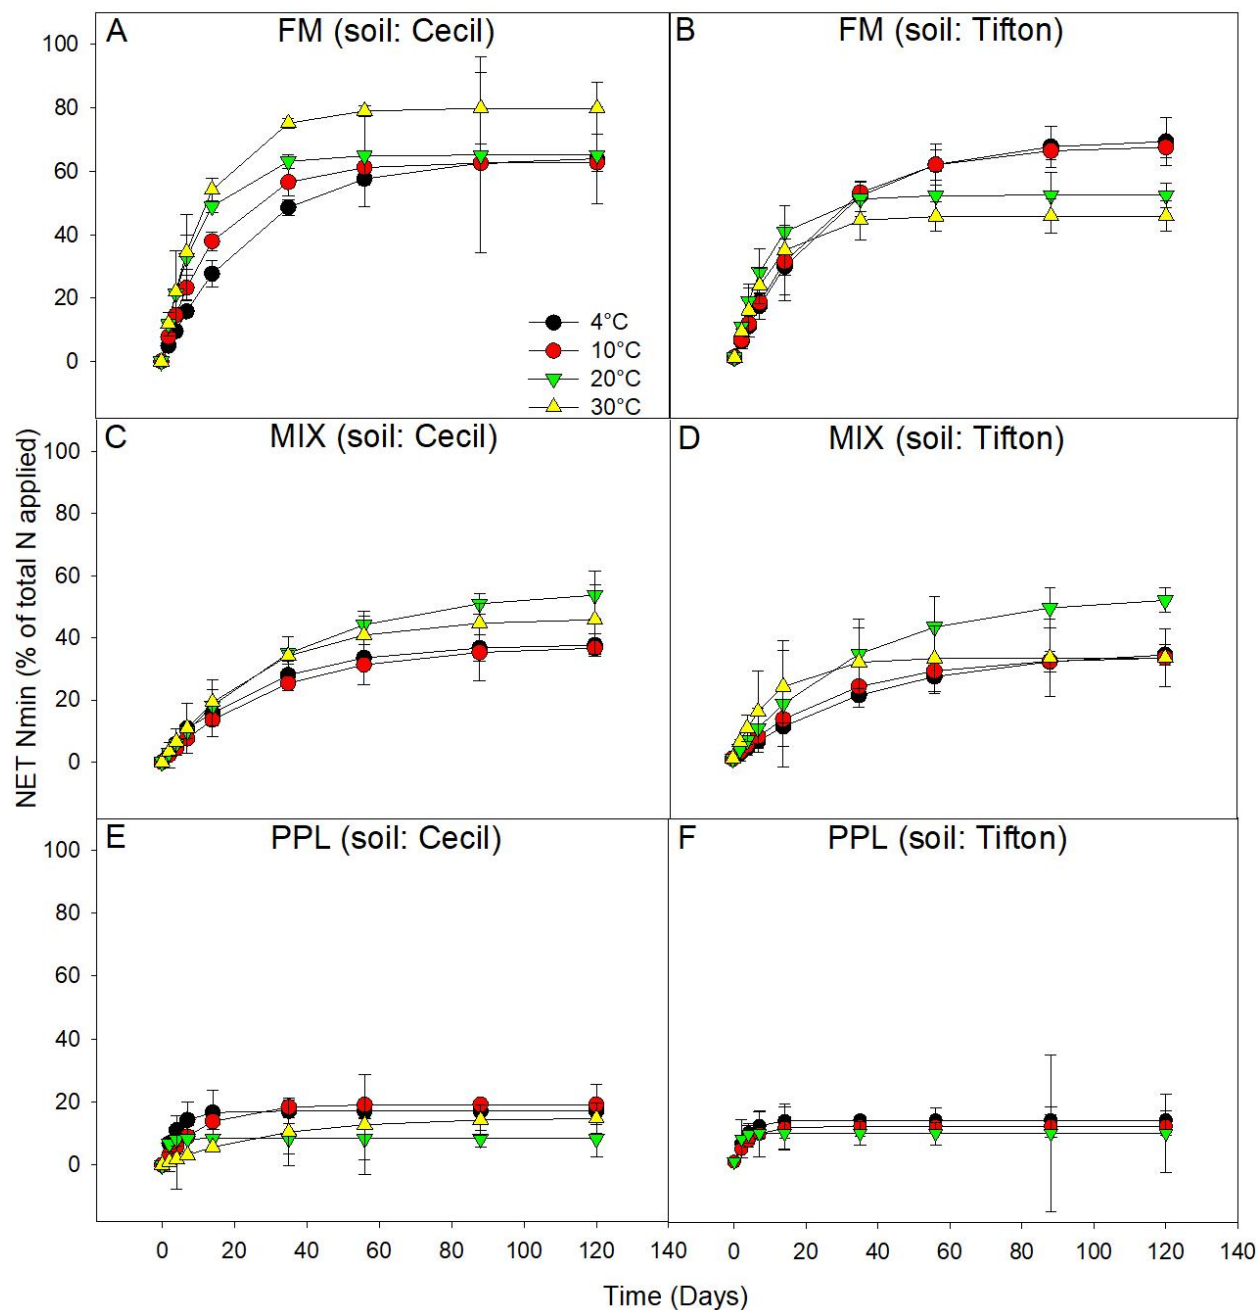 A
FM (soil: Cecil)
B
FM (soil: Tifton)
100
80
60
40
20
0
4°C
10°C
20°C
30°C
C
MIX (soil: Cecil)
D
MIX (soil: Tifton)
100
80
60
40
20
0
NET Nmin (% of total N applied)
E
PPL (soil: Cecil)
F
PPL (soil: Tifton)
100
80
60
40
20
0
0 20 40 60 80 100 120 140
0 20 40 60 80 100 120 140
Time (Days)